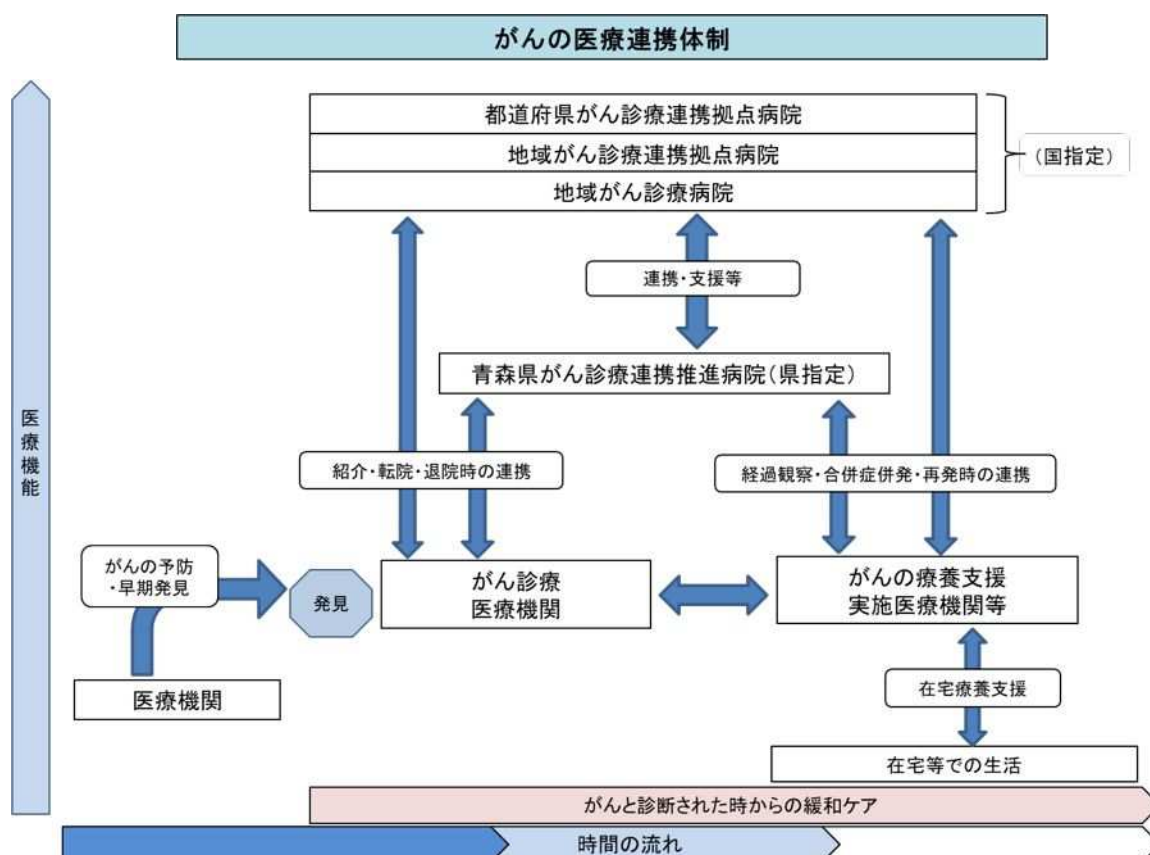 がんの医療連携体制
都道府県がん診療連携拠点病院
地域がん診療連携拠点病院
地域がん診療病院
(国指定)
連携・支援等
青森県がん診療連携推進病院(県指定)
医療機能
紹介・転院・退院時の連携
経過観察・合併症併発・再発時の連携
がんの予防
・早期発見
発見
がん診療
医療機関
がんの療養支援
実施医療機関等
医療機関
在宅療養支援
在宅等での生活
がんと診断された時からの緩和ケア
時間の流れ